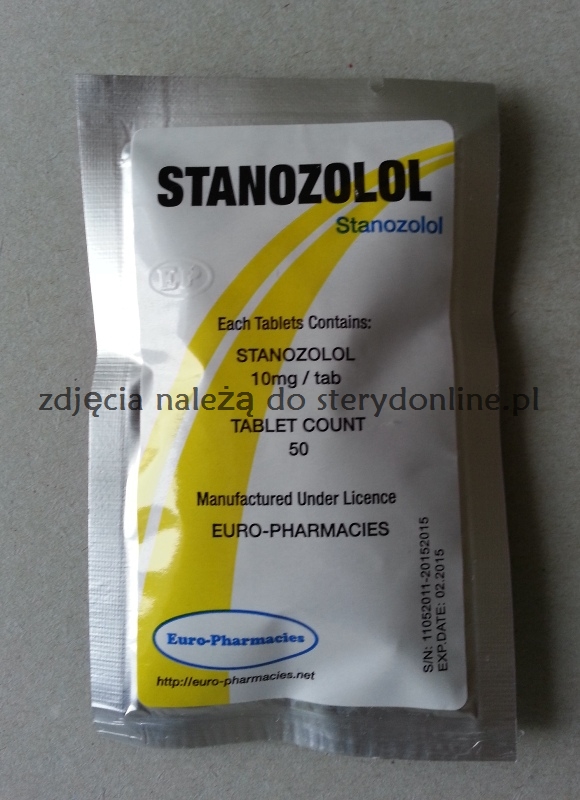 STANOZOLOL
Stanozolol
EP
Each Tablets Contains:
STANOZOLOL
10mg / tab
zdjęcia należą do sterydonline.pl
TABLET COUNT
50
Manufactured Under Licence
EURO-PHARMACIES
S/N: 11052011-20152015
EXP.DATE: 02.2015
Euro-Pharmacies
http://euro-pharmacies.net